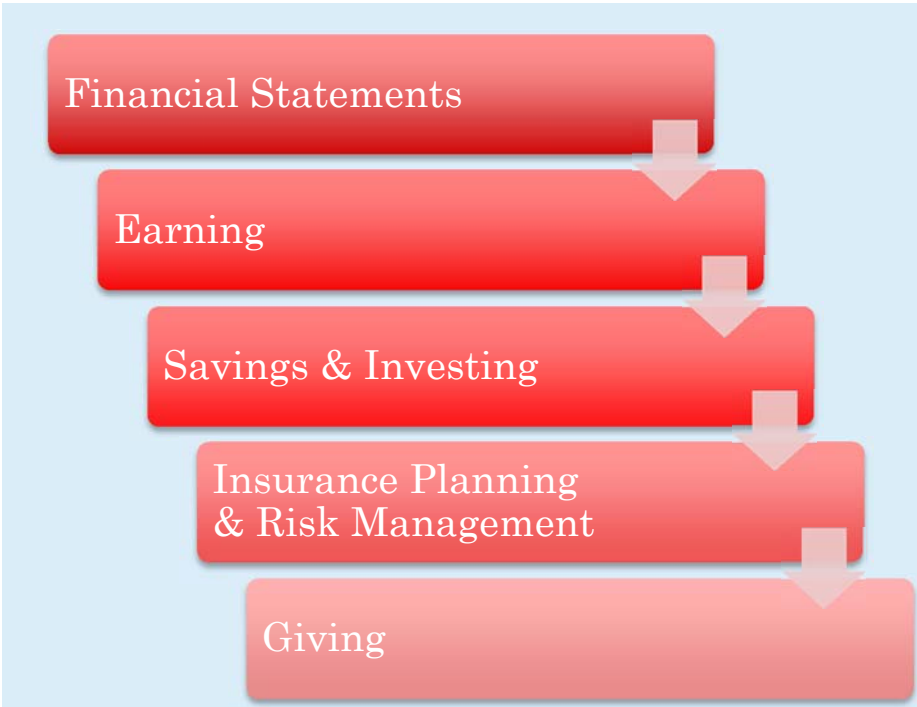 Financial Statements
Earning
Savings & Investing
Insurance Planning
& Risk Management
Giving